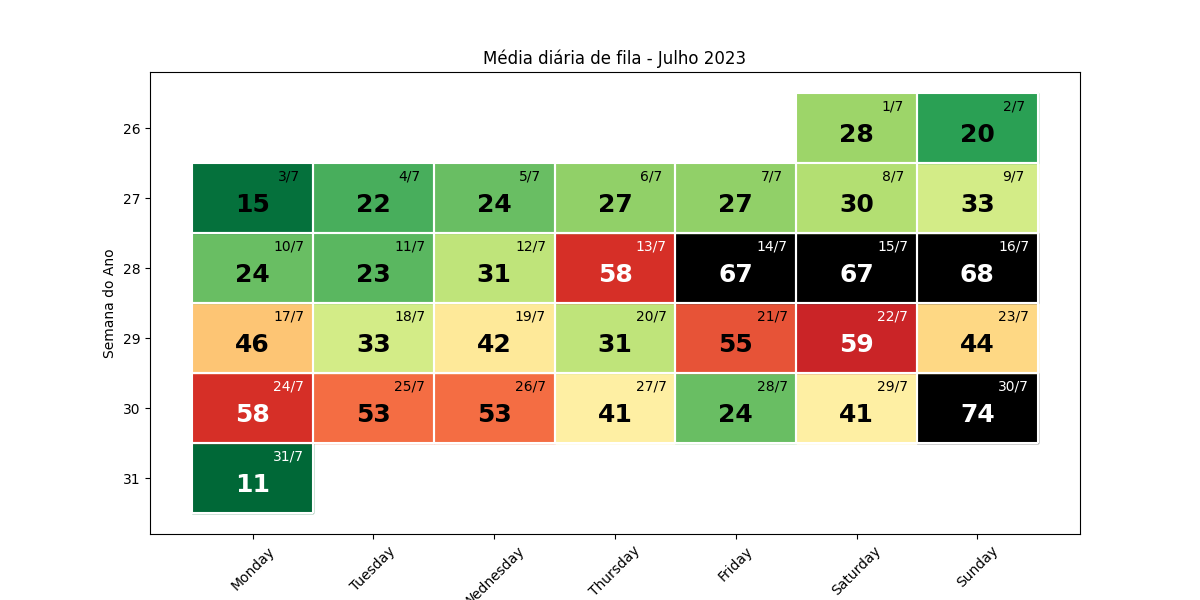 Média diária de fila - Julho 2023
Semana do Ano
26
1/7 2/7
28 20
27
3/7 4/7 5/7 6/7 7/7 8/7 9/7
15 22 24 27 27 30 33
28
10/7 11/7 12/7 13/7 14/7 15/7 16/7
24 23 31 58 67 67 68
29
17/7 18/7 19/7 20/7 21/7 22/7 23/7
46 33 42 31 55 59 44
30
24/7 25/7 26/7 27/7 28/7 29/7 30/7
58 53 53 41 24 41 74
31
31/7
11
Monday Tuesday Wednesday Thursday Friday Saturday Sunday